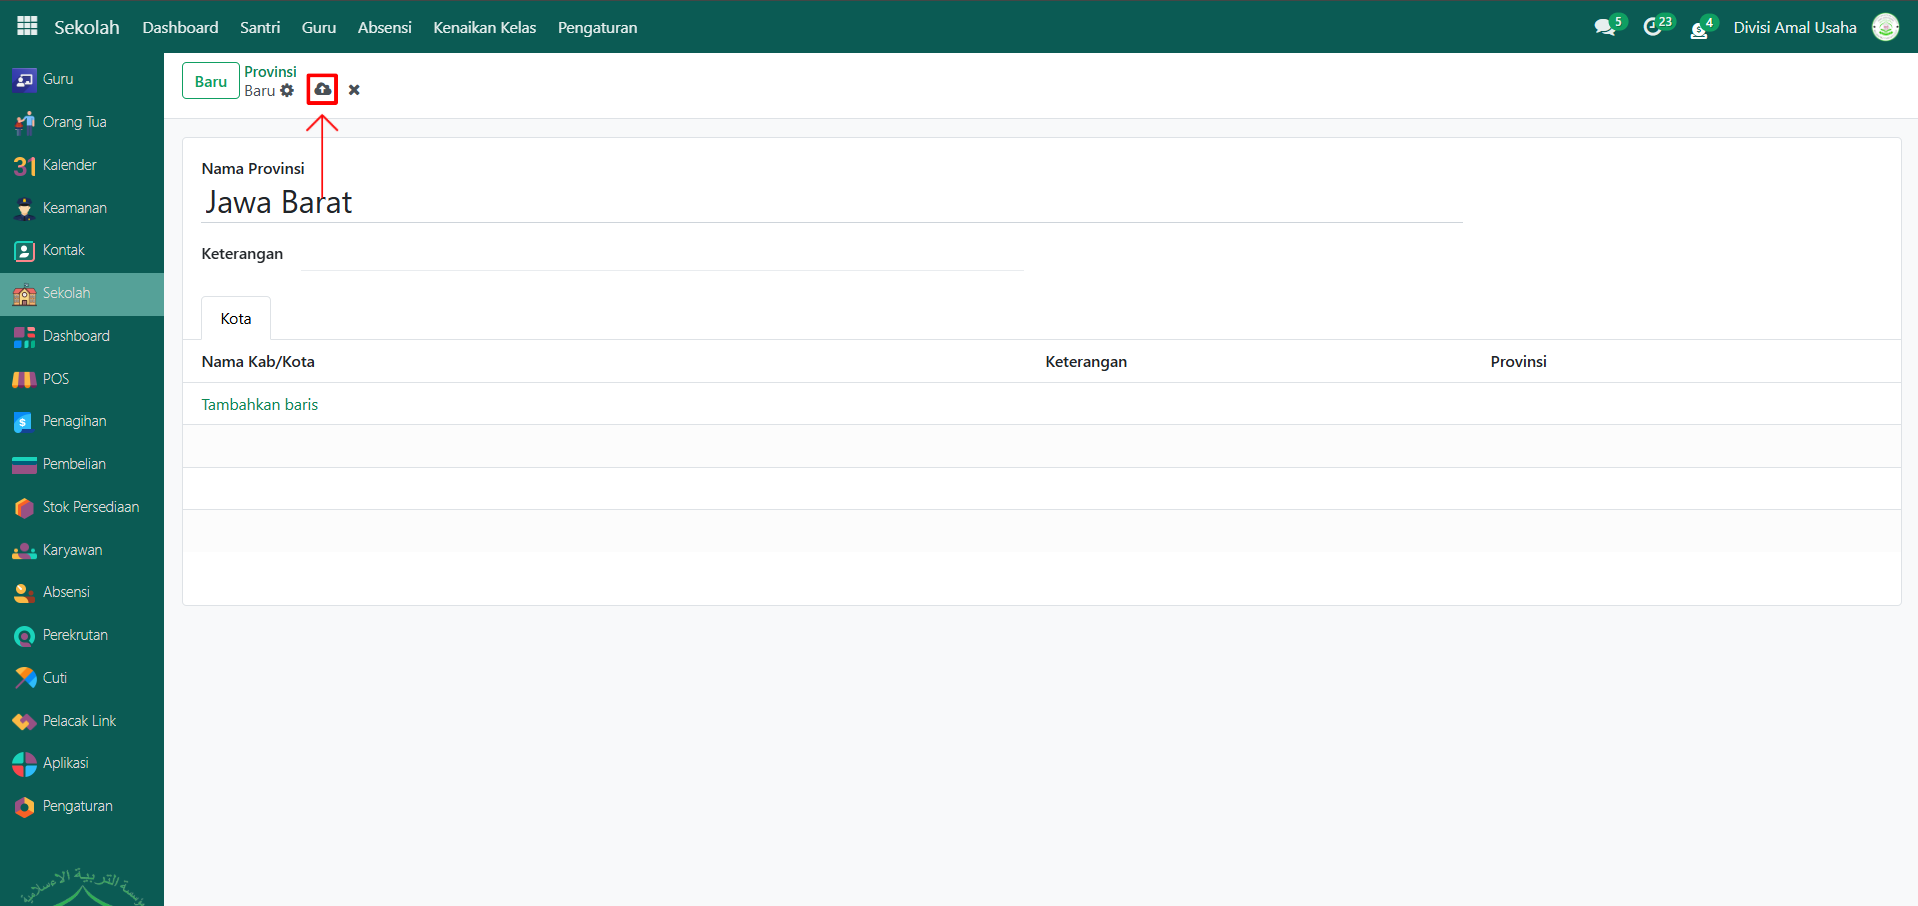 Sekolah Dashboard Santri Guru Absensi Kenaikan Kelas Pengaturan 5 23 4 Divisi Amal Usaha
Guru
Orang Tua
31 Kalender
Keamanan
Kontak
Sekolah
Dashboard
POS
Penagihan
Pembelian
Stok Persediaan
Karyawan
Absensi
Perekrutan
Cuti
Pelacak Link
Aplikasi
Pengaturan
Baru
Provinsi
Baru
Nama Provinsi
Jawa Barat
Keterangan
Kota
Nama Kab/Kota Keterangan Provinsi
Tambahkan baris